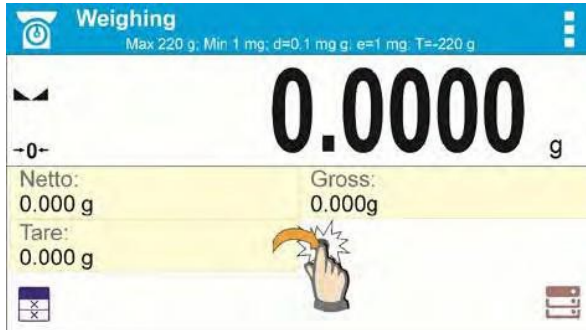 Weighing
Max 220 g; Min 1 mg; d=0.1 mg g; e=1 mg; T=-220 g
0.0000 g
→0←
Netto:
0.000 g
Gross:
0.000g
Tare:
0.000 g